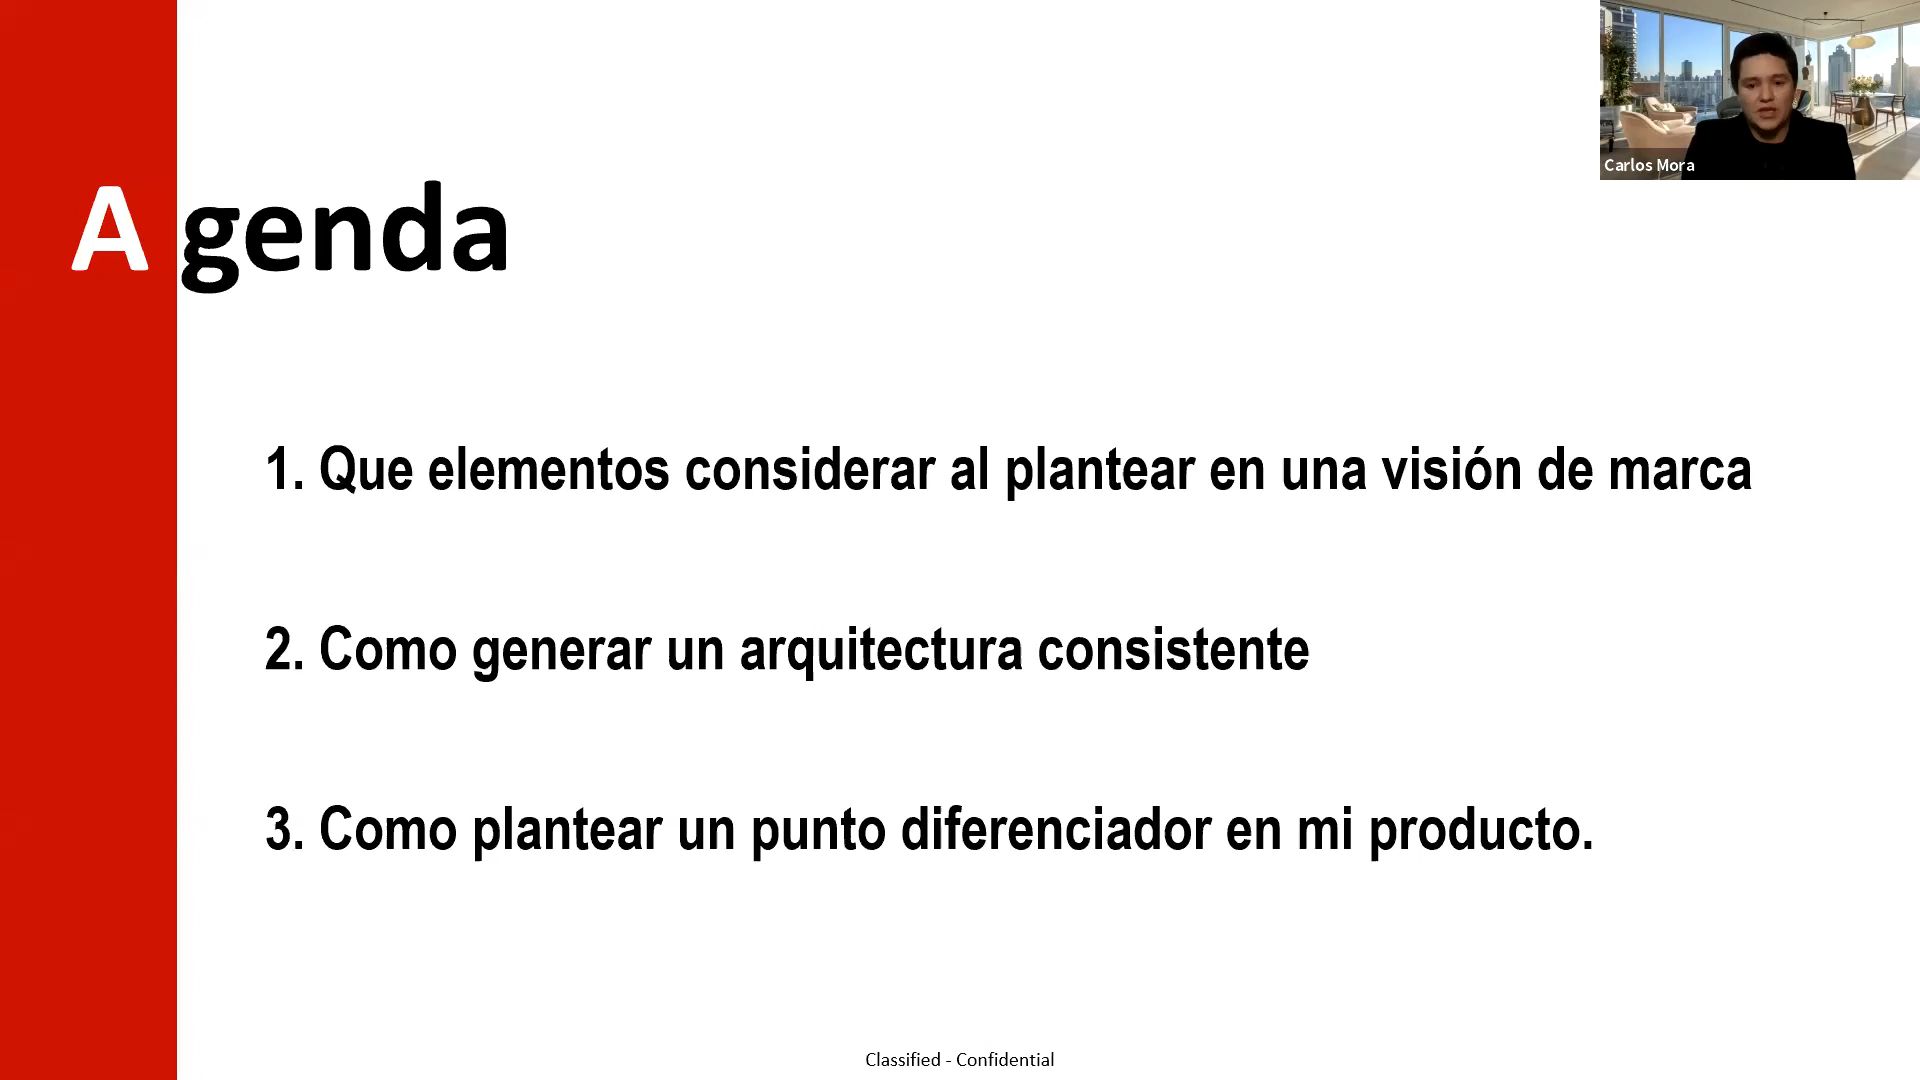 Carlos Mora
Agenda
1. Que elementos considerar al plantear en una visión de marca
2. Como generar un arquitectura consistente
3. Como plantear un punto diferenciador en mi producto.
Classified - Confidential